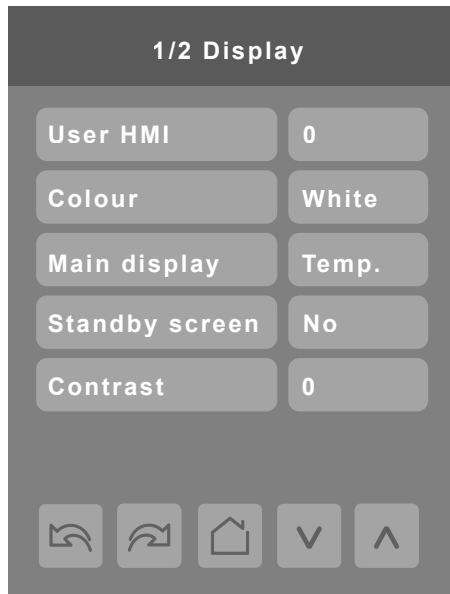 1/2 Display
User HMI 0
Colour White
Main display Temp.
Standby screen No
Contrast 0